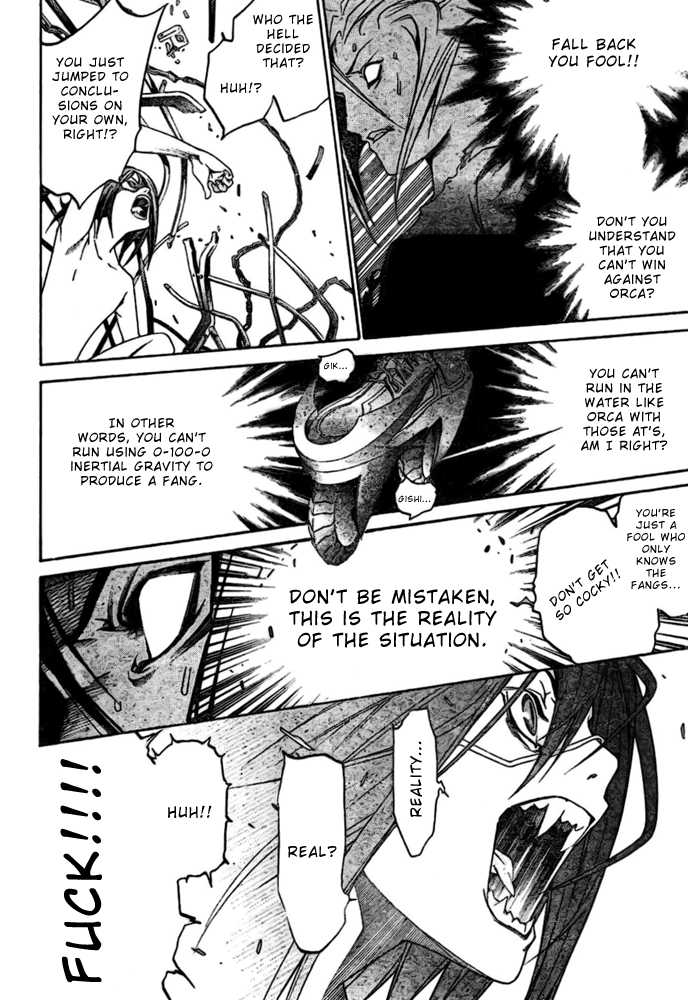 FALL BACK
YOU FOOL!!
DON'T YOU
UNDERSTAND
THAT YOU
CAN'T WIN
AGAINST
ORCA?
WHO THE
HELL
DECIDED
THAT?
HUH!?
YOU JUST
JUMPED TO
CONCLU-
SIONS ON
YOUR OWN,
RIGHT!?
YOU CAN'T
RUN IN THE
WATER LIKE
ORCA WITH
THOSE AT'S,
AM I RIGHT?
GIK...
GISHI...
IN OTHER
WORDS, YOU CAN'T
RUN USING 0-100-0
INERTIAL GRAVITY TO
PRODUCE A FANG.
YOU'RE
JUST A
FOOL WHO
ONLY
KNOWS
THE
FANGS...
DON'T GET
SO COCKY!!
DON'T BE MISTAKEN,
THIS IS THE REALITY
OF THE SITUATION.
REALITY...
REAL?
HUH!!
FUCK!!!!